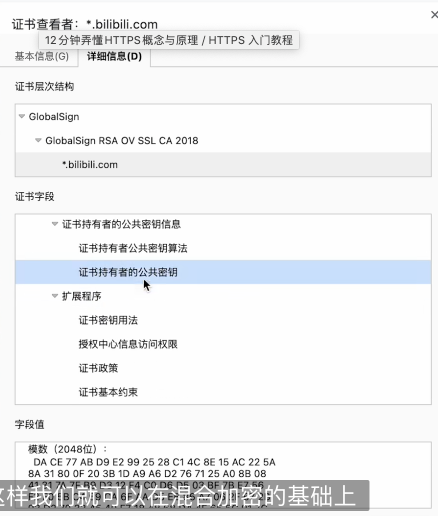 证书查看者：*.bilibili.com
12分钟弄懂HTTPS概念与原理 / HTTPS 入门教程
基本信息(G)
详细信息(D)
证书层次结构
GlobalSign
GlobalSign RSA OV SSL CA 2018
*.bilibili.com
证书字段
证书持有者的公共密钥信息
证书持有者公共密钥算法
证书持有者的公共密钥
扩展程序
证书密钥用法
授权中心信息访问权限
证书政策
证书基本约束
字段值
模数（2048位）：
DA CE 77 AB D9 E2 99 25 28 C1 4C 8E 15 AC 22 5A
8A 31 80 0F 20 3B 1D A9 A6 D2 76 71 25 A0 8B 08
这样我们就可以在混合加密的基础上